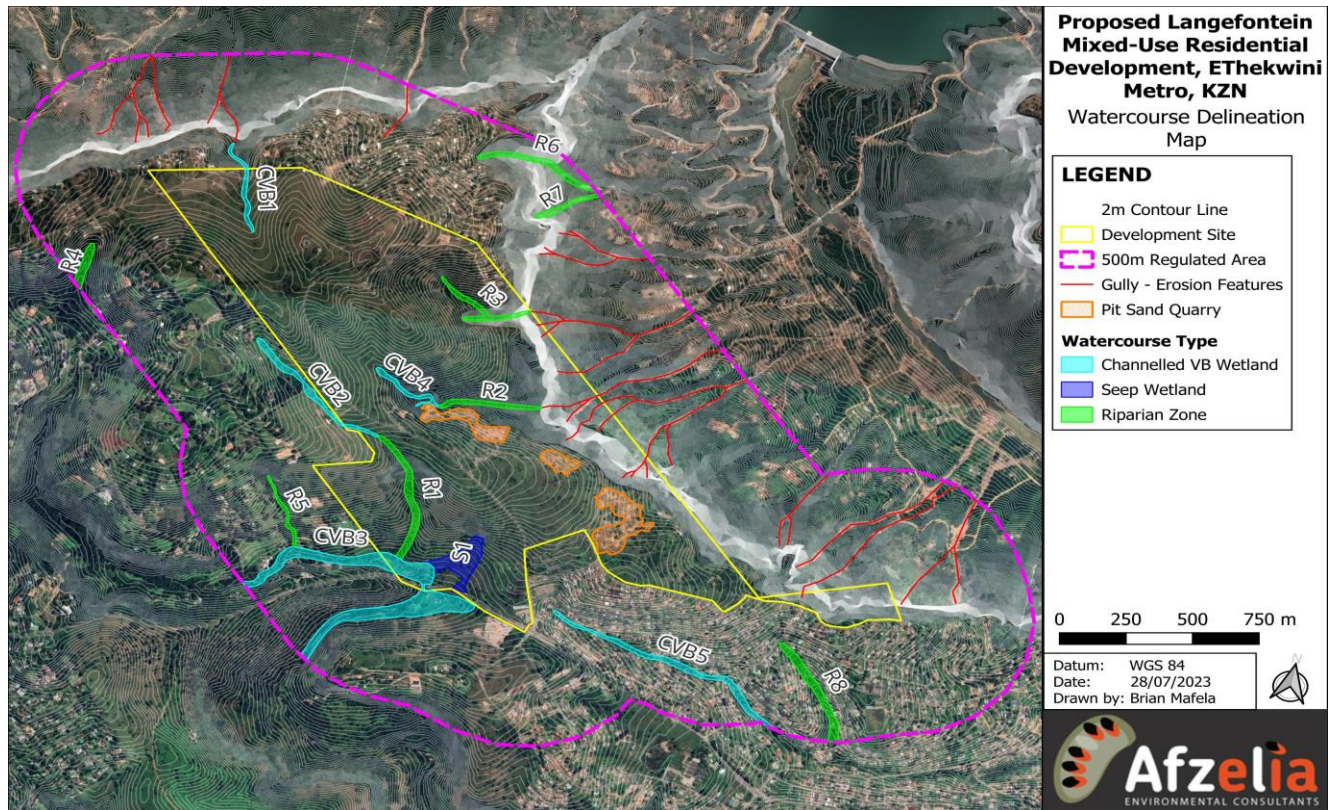 Proposed Langefontein
Mixed-Use Residential
Development, EThekwini
Metro, KZN
Watercourse Delineation
Map
LEGEND
2m Contour Line
Development Site
500m Regulated Area
Gully - Erosion Features
Pit Sand Quarry
Watercourse Type
Channelled VB Wetland
Seep Wetland
Riparian Zone
0 250 500 750 m
Datum: WGS 84
Date: 28/07/2023
Drawn by: Brian Mafela
N
Afzelia
ENVIRONMENTAL CONSULTANTS
R6
CVB1
R7
R4
R3
CVB2
CVB4
R2
R1
R5
CVB3
S1
CVB5
R8